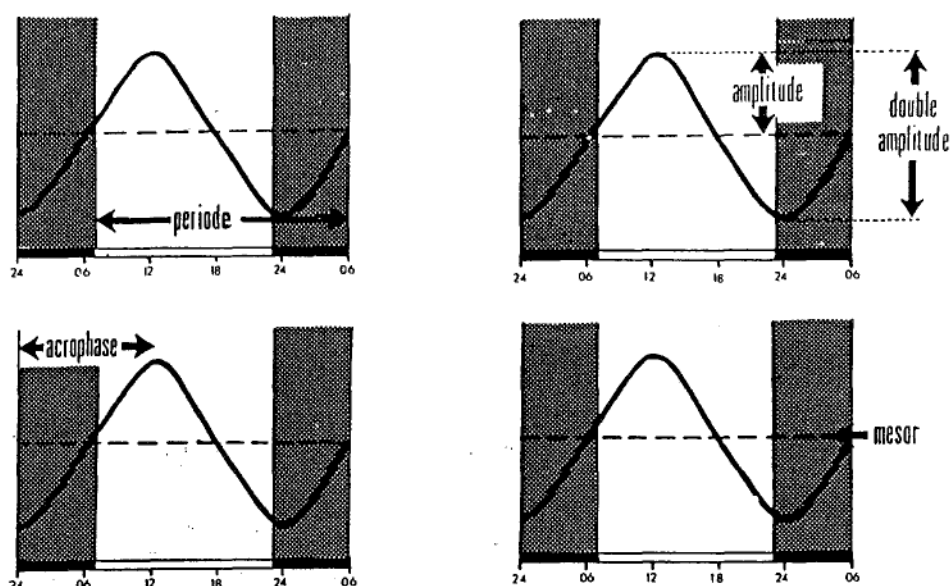 amplitude
double
amplitude
periode
24 06 12 18 24 06
24 06 12 18 24 06
acrophase
mesor
24 06 12 18 24 06
24 06 12 18 24 06